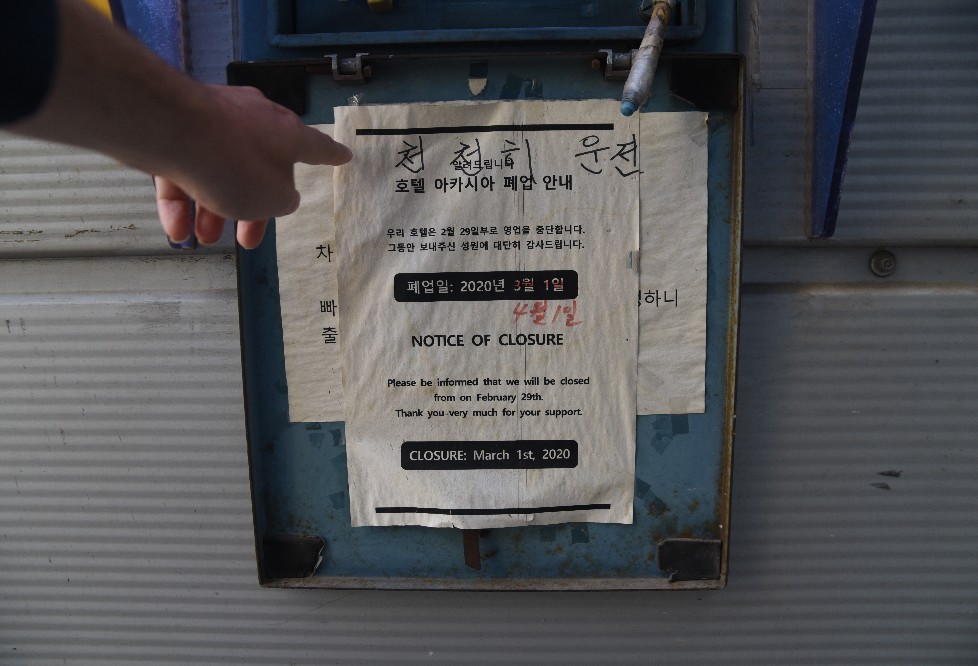 천천히 운전
알려드립니다
호텔 아카시아 폐업 안내
우리 호텔은 2월 29일부로 영업을 중단합니다.
그동안 보내주신 성원에 대단히 감사드립니다.
폐업일: 2020년 3월 1일
4월 1일
NOTICE OF CLOSURE
Please be informed that we will be closed
from on February 29th.
Thank you very much for your support.
CLOSURE: March 1st, 2020
차
빠
하니
출